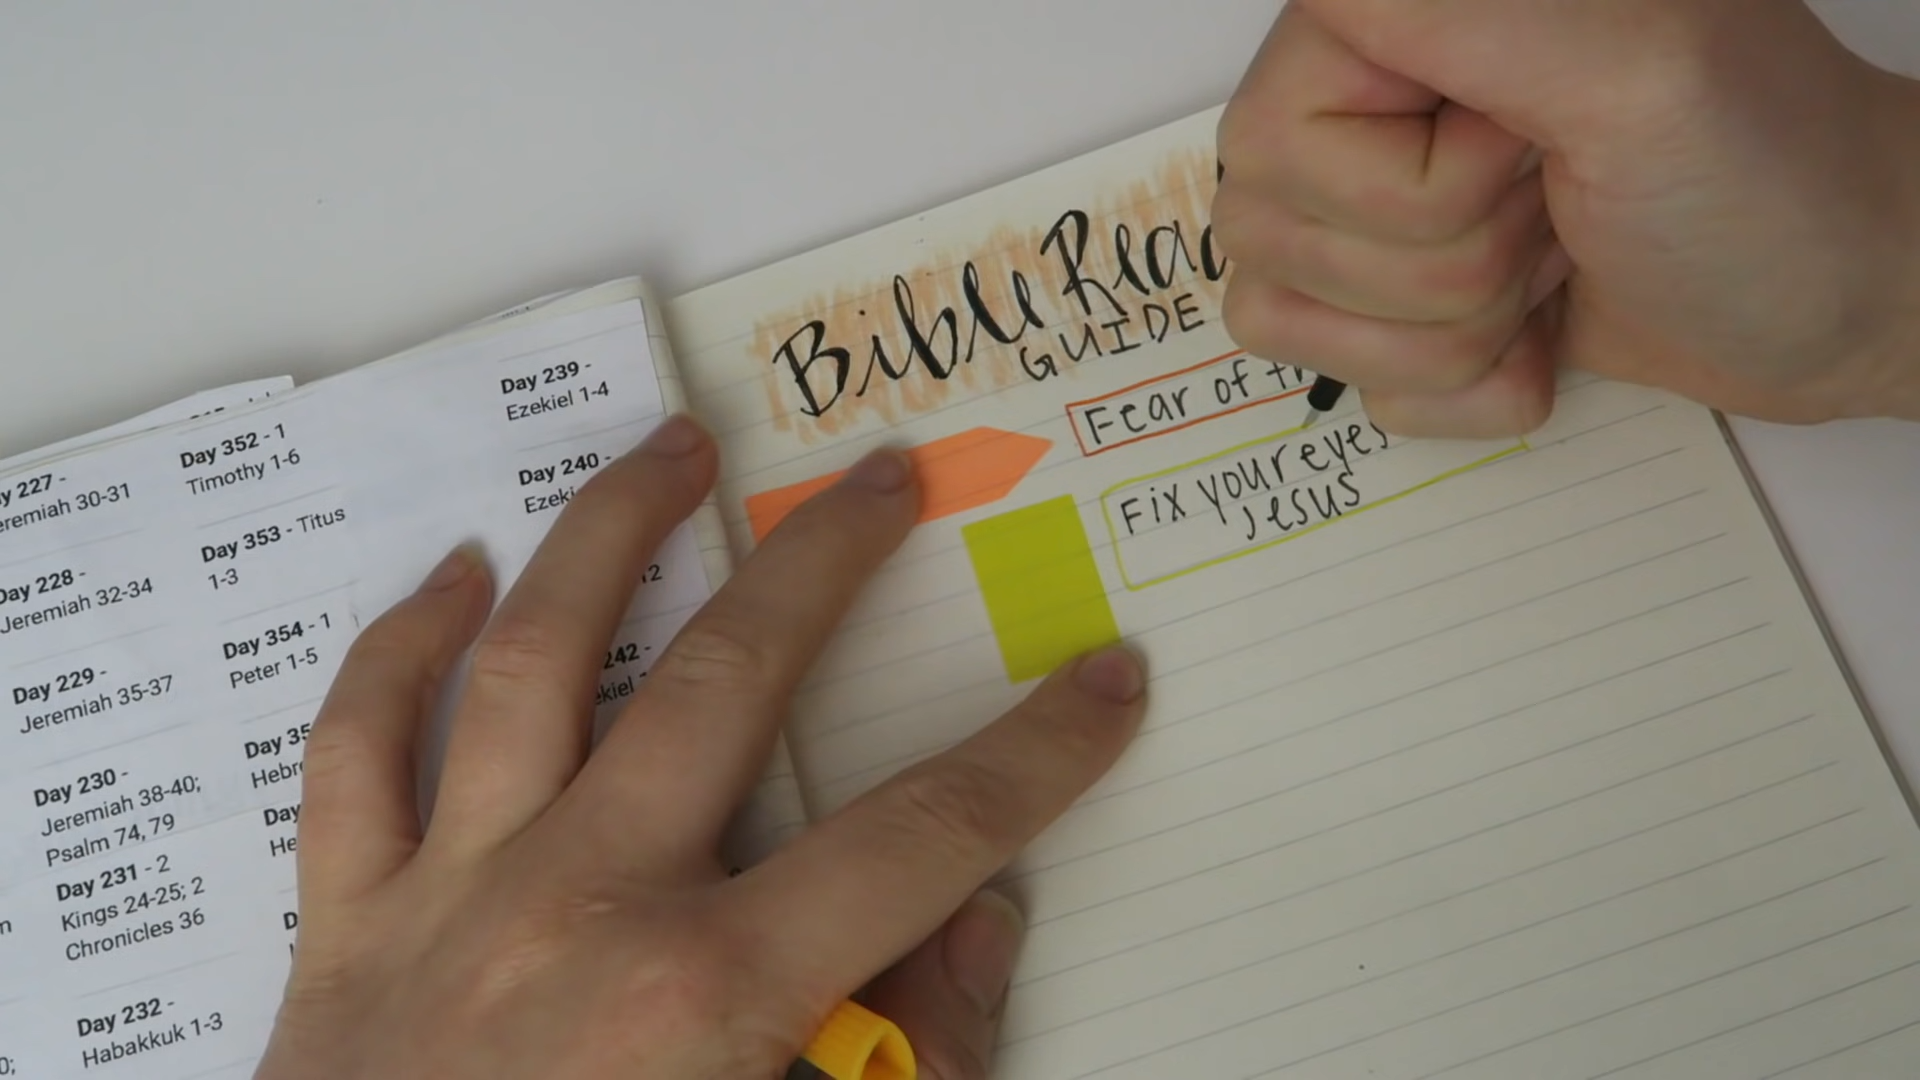 Day 352 - 1
Timothy 1-6
Day 353 - Titus
1-3
Day 354 - 1
Peter 1-5
Day
Day 239 -
Ezekiel 1-4
Day 240 -
12
242 -
227 -
30-31
Day 228 -
Jeremiah 32-34
Day 229 -
Jeremiah 35-37
Day 230 -
Jeremiah 38-40;
Psalm 74, 79
Day 231 - 2
Kings 24-25; 2
Chronicles 36
Day 232 -
Habakkuk 1-3
Bible
GUIDE
Fear of
Fix your eyes
Jesus